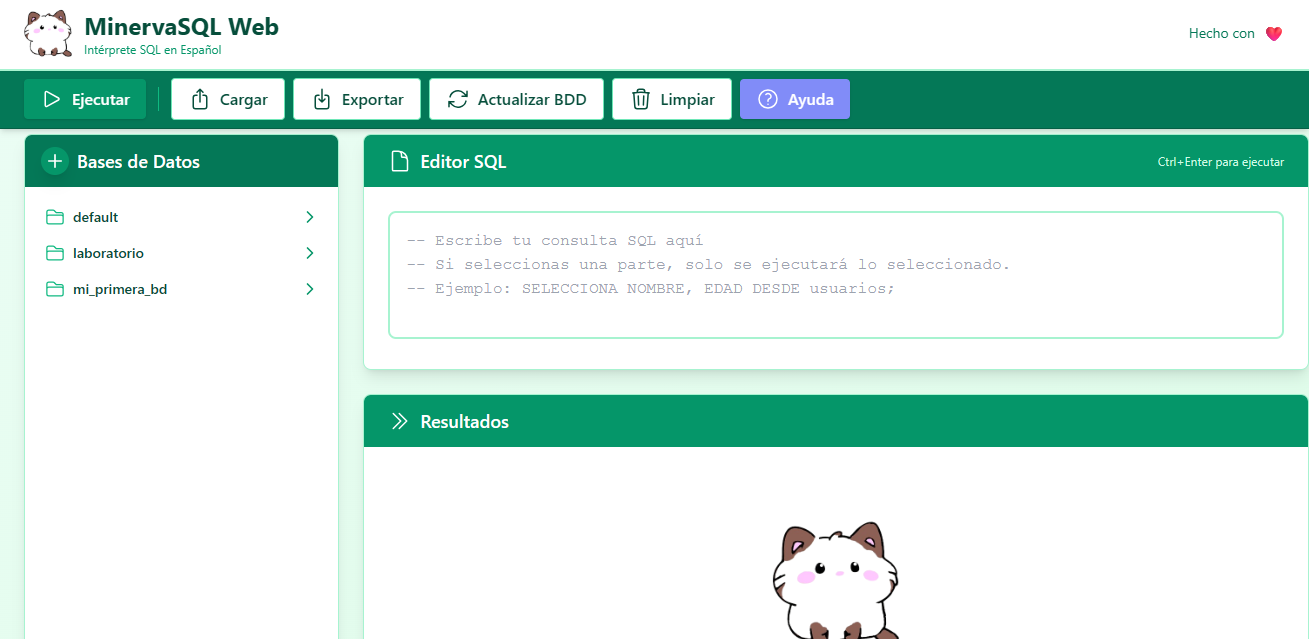 MinervaSQL Web
Intérprete SQL en Español
Hecho con
Ejecutar
Cargar
Exportar
Actualizar BDD
Limpiar
Ayuda
Bases de Datos
default
laboratorio
mi_primera_bd
Editor SQL
Ctrl+Enter para ejecutar
-- Escribe tu consulta SQL aquí
-- Si seleccionas una parte, solo se ejecutará lo seleccionado.
-- Ejemplo: SELECCIONA NOMBRE, EDAD DESDE usuarios;
Resultados